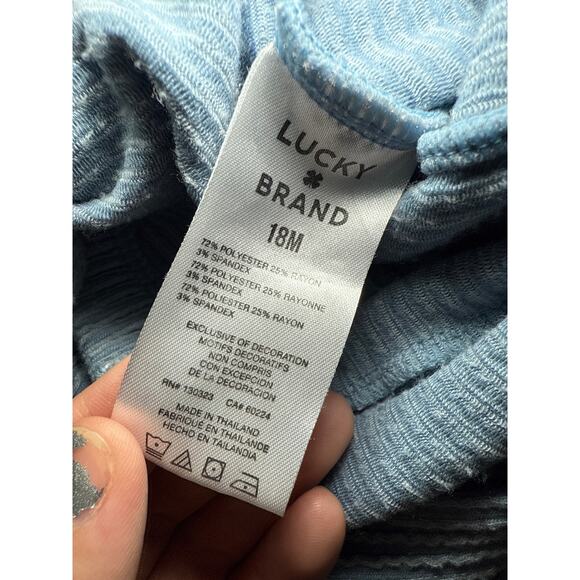 LUCKY
BRAND
18M
72% POLYESTER 25% RAYON
3% SPANDEX
72% POLYESTER 25% RAYONNE
3% SPANDEX
72% POLIESTER 25% RAYON
3% SPANDEX
EXCLUSIVE OF DECORATION
MOTIFS DECORATIFS
NON COMPRIS
CON EXCEPCIÓN
DE LA DECORACION
RN# 130323 CA# 60224
MADE IN THAILAND
FABRIQUÉ EN THAILANDE
HECHO EN TAILANDIA